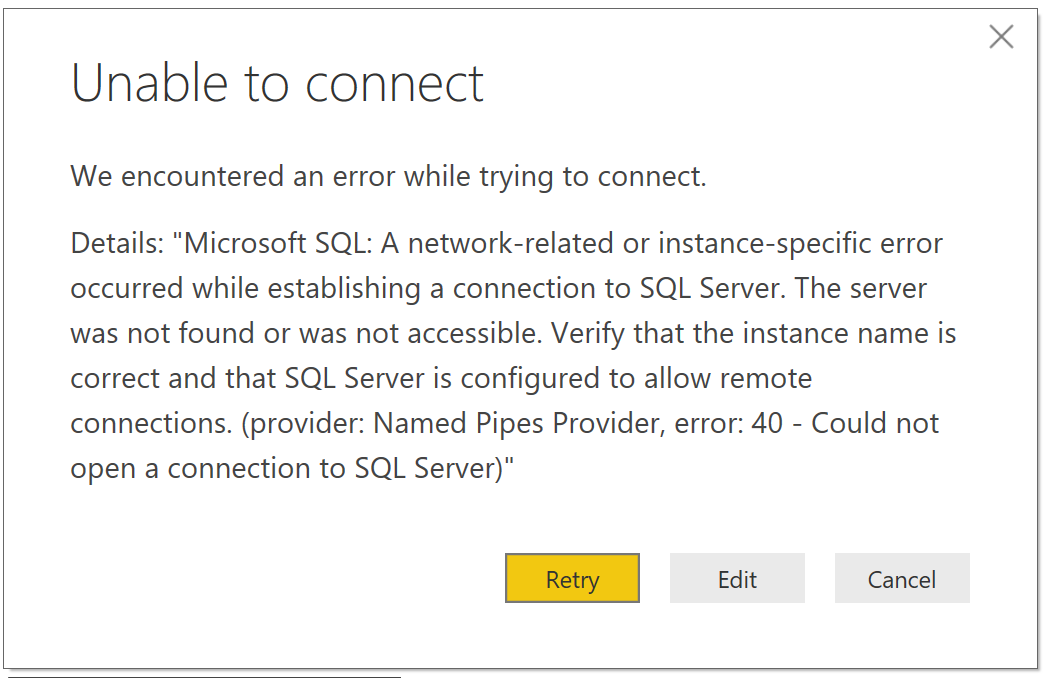 Unable to connect
We encountered an error while trying to connect.
Details: "Microsoft SQL: A network-related or instance-specific error
occurred while establishing a connection to SQL Server. The server
was not found or was not accessible. Verify that the instance name is
correct and that SQL Server is configured to allow remote
connections. (provider: Named Pipes Provider, error: 40 - Could not
open a connection to SQL Server)"
Retry
Edit
Cancel